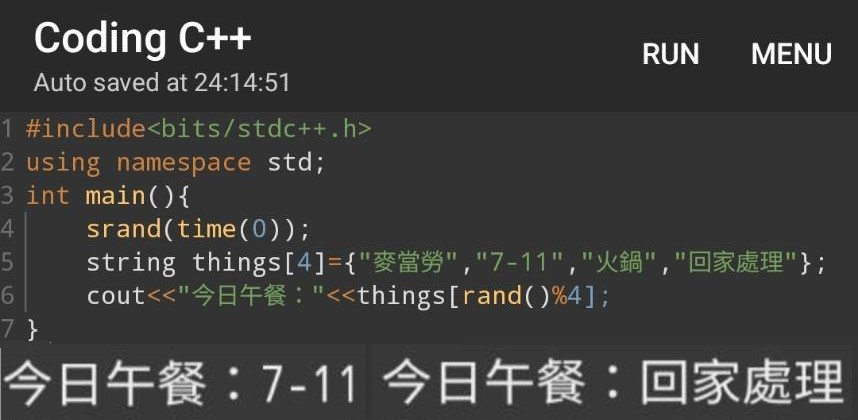 Coding C++
RUN MENU
Auto saved at 24:14:51
1 #include<bits/stdc++.h>
2 using namespace std;
3 int main(){
4 srand(time(0));
5 string things[4]={"麥當勞","7-11","火鍋","回家處理"};
6 cout<<"今日午餐："<<things[rand()%4];
7 }
今日午餐：7-11 今日午餐：回家處理